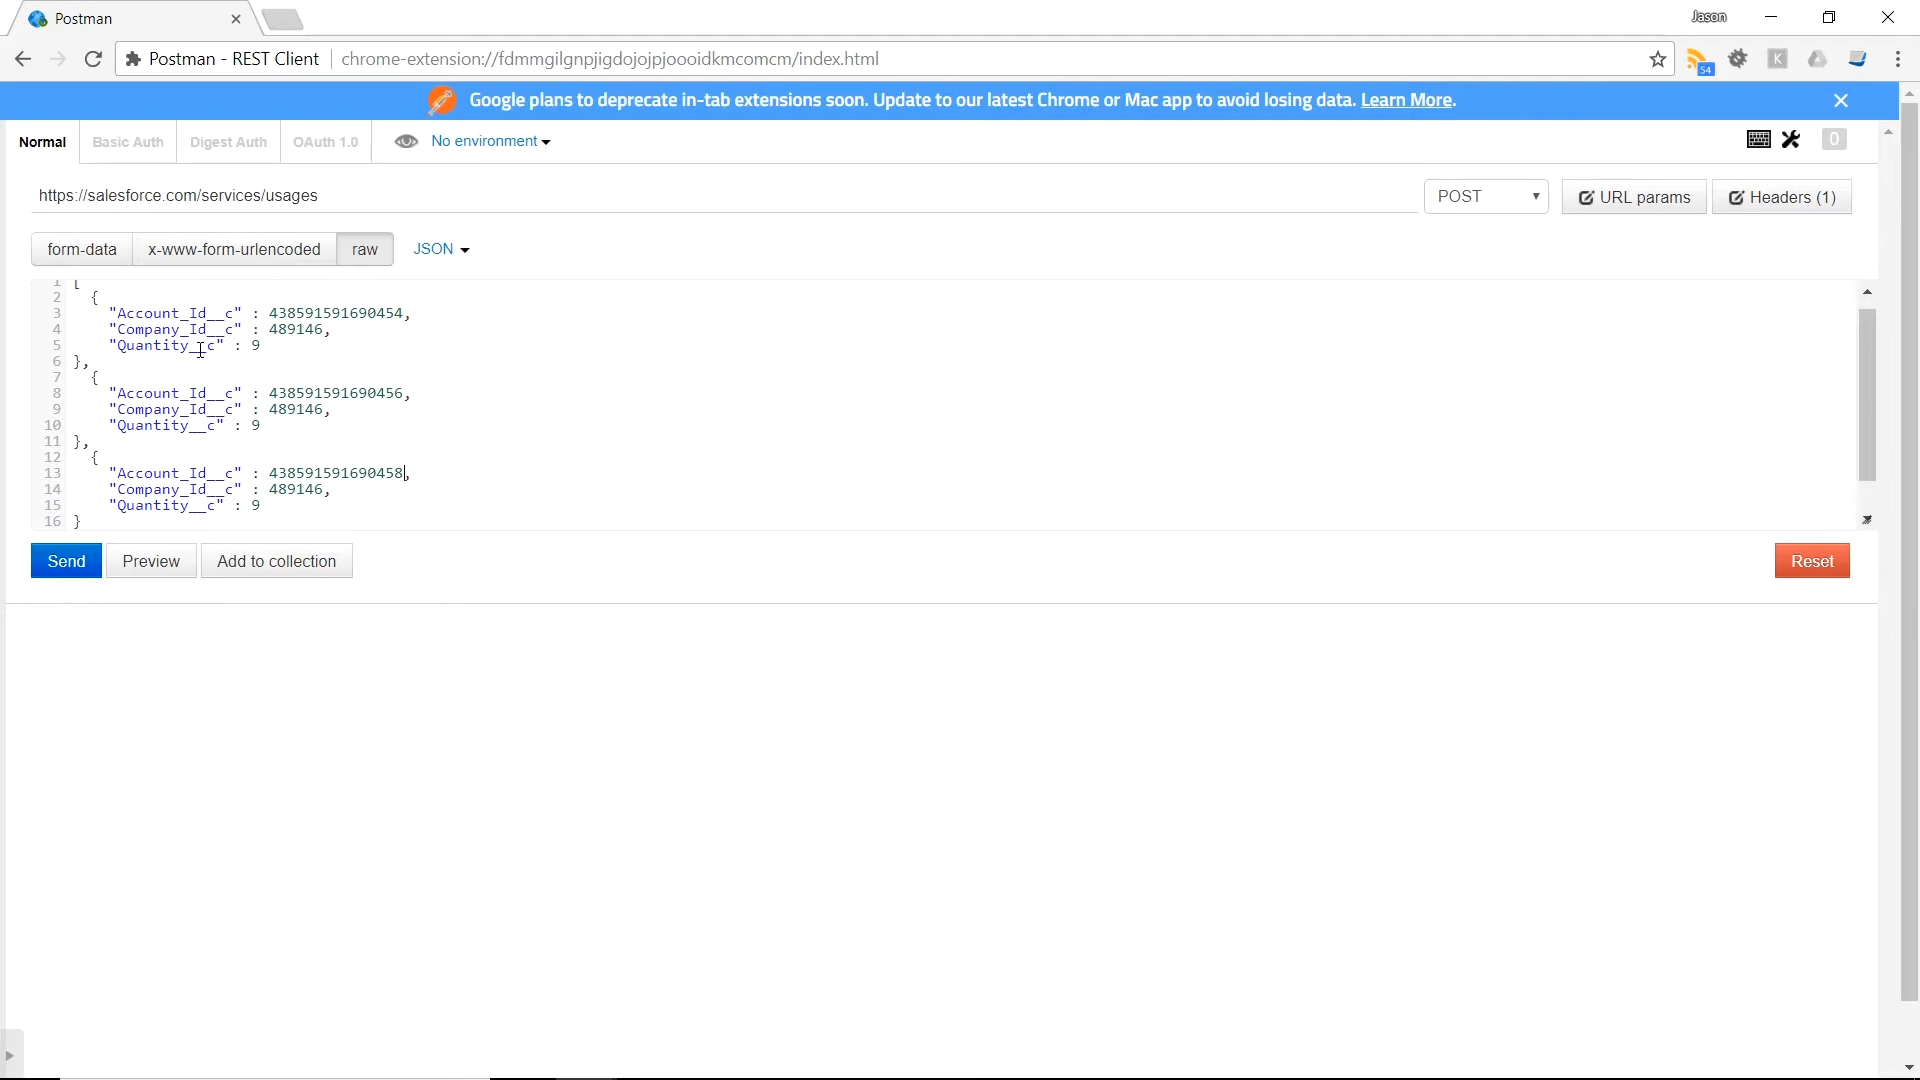 Postman
Jason
Postman - REST Client chrome-extension://fdmmgilgnpjigdojojpjoooidkmcomcm/index.html
54
K
Google plans to deprecate in-tab extensions soon. Update to our latest Chrome or Mac app to avoid losing data. Learn More.
Normal Basic Auth Digest Auth OAuth 1.0 No environment 0
https://salesforce.com/services/usages POST URL params Headers (1)
form-data x-www-form-urlencoded raw JSON
1 [
2 {
3 "Account_Id__c" : 438591591690454,
4 "Company_Id__c" : 489146,
5 "Quantity__c" : 9
6 },
7 {
8 "Account_Id__c" : 438591591690456,
9 "Company_Id__c" : 489146,
10 "Quantity__c" : 9
11 },
12 {
13 "Account_Id__c" : 438591591690458,
14 "Company_Id__c" : 489146,
15 "Quantity__c" : 9
16 }
Send Preview Add to collection Reset